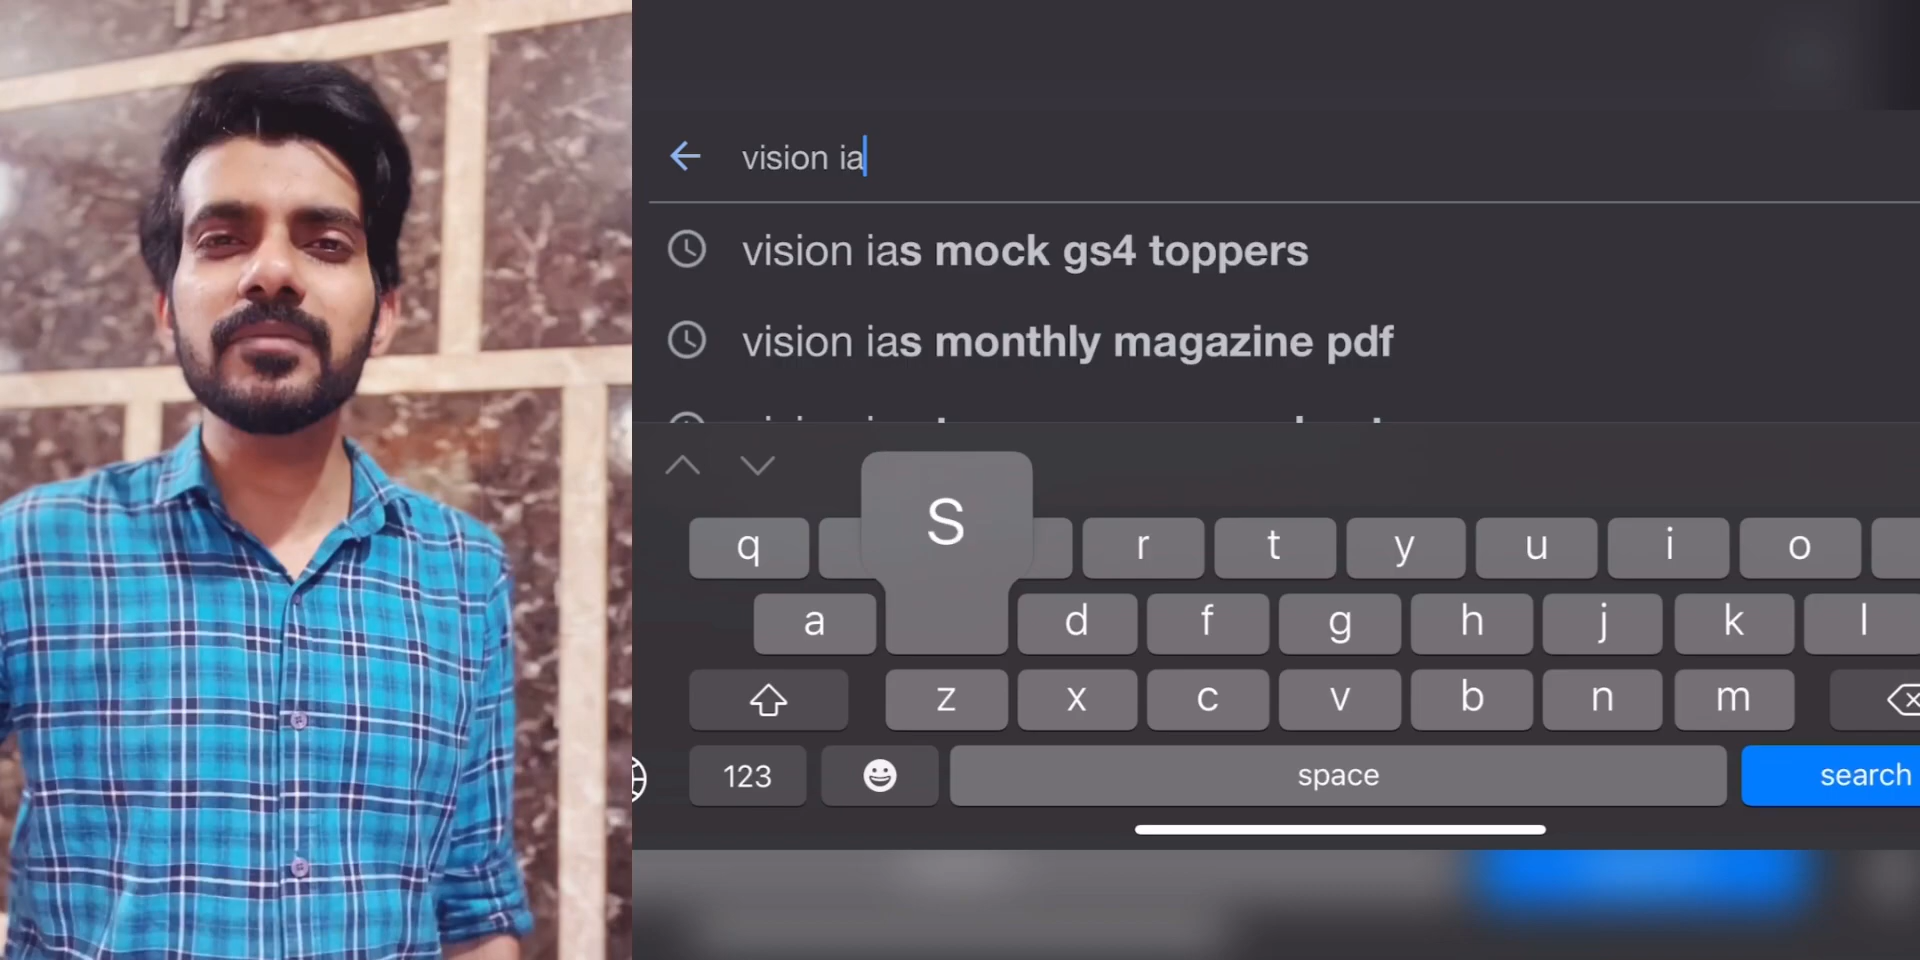 vision ia
vision ias mock gs4 toppers
vision ias monthly magazine pdf
S
q r t y u i o
a d f g h j k l
z x c v b n m
123 space search